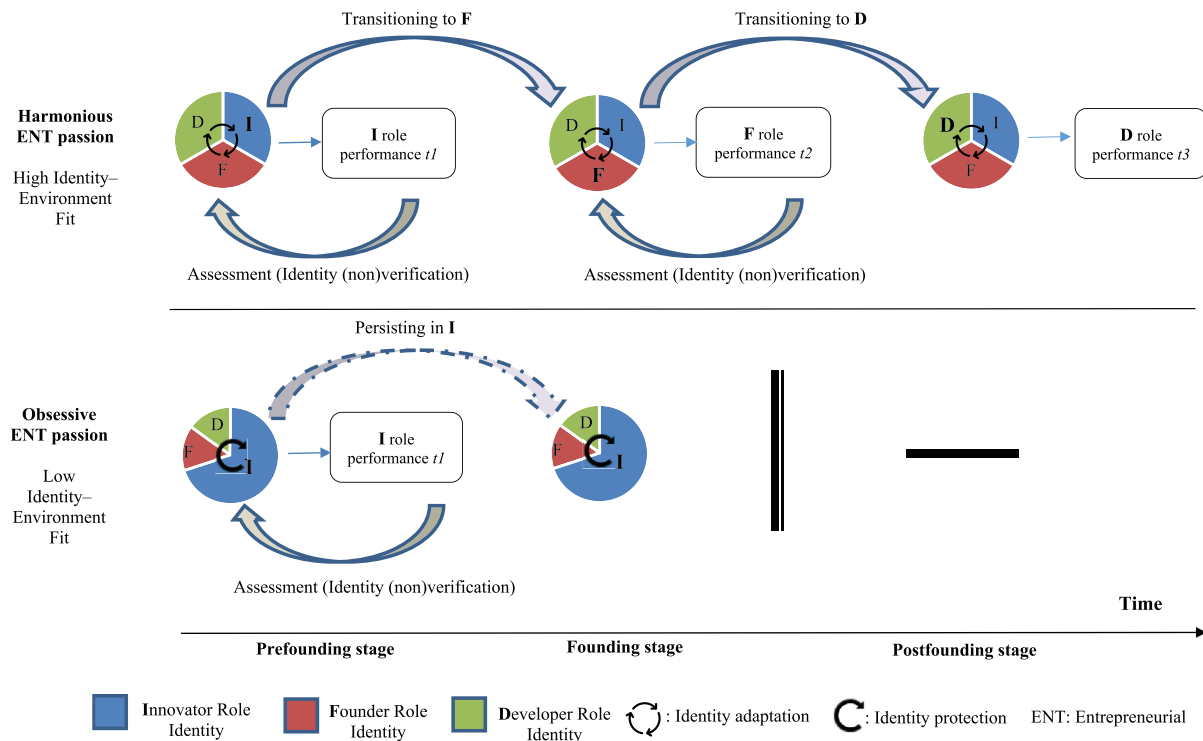 Transitioning to F
Transitioning to D
Harmonious
ENT passion
High Identity–
Environment
Fit
D
I
F
I role
performance t1
D
I
F
F role
performance t2
D
I
F
D role
performance t3
Assessment (Identity (non)verification)
Assessment (Identity (non)verification)
Persisting in I
Obsessive
ENT passion
Low
Identity–
Environment
Fit
D
F
I
I role
performance t1
D
F
I
Assessment (Identity (non)verification)
Time
Prefounding stage
Founding stage
Postfounding stage
Innovator Role
Identity
Founder Role
Identity
Developer Role
Identity
: Identity adaptation
: Identity protection
ENT: Entrepreneurial